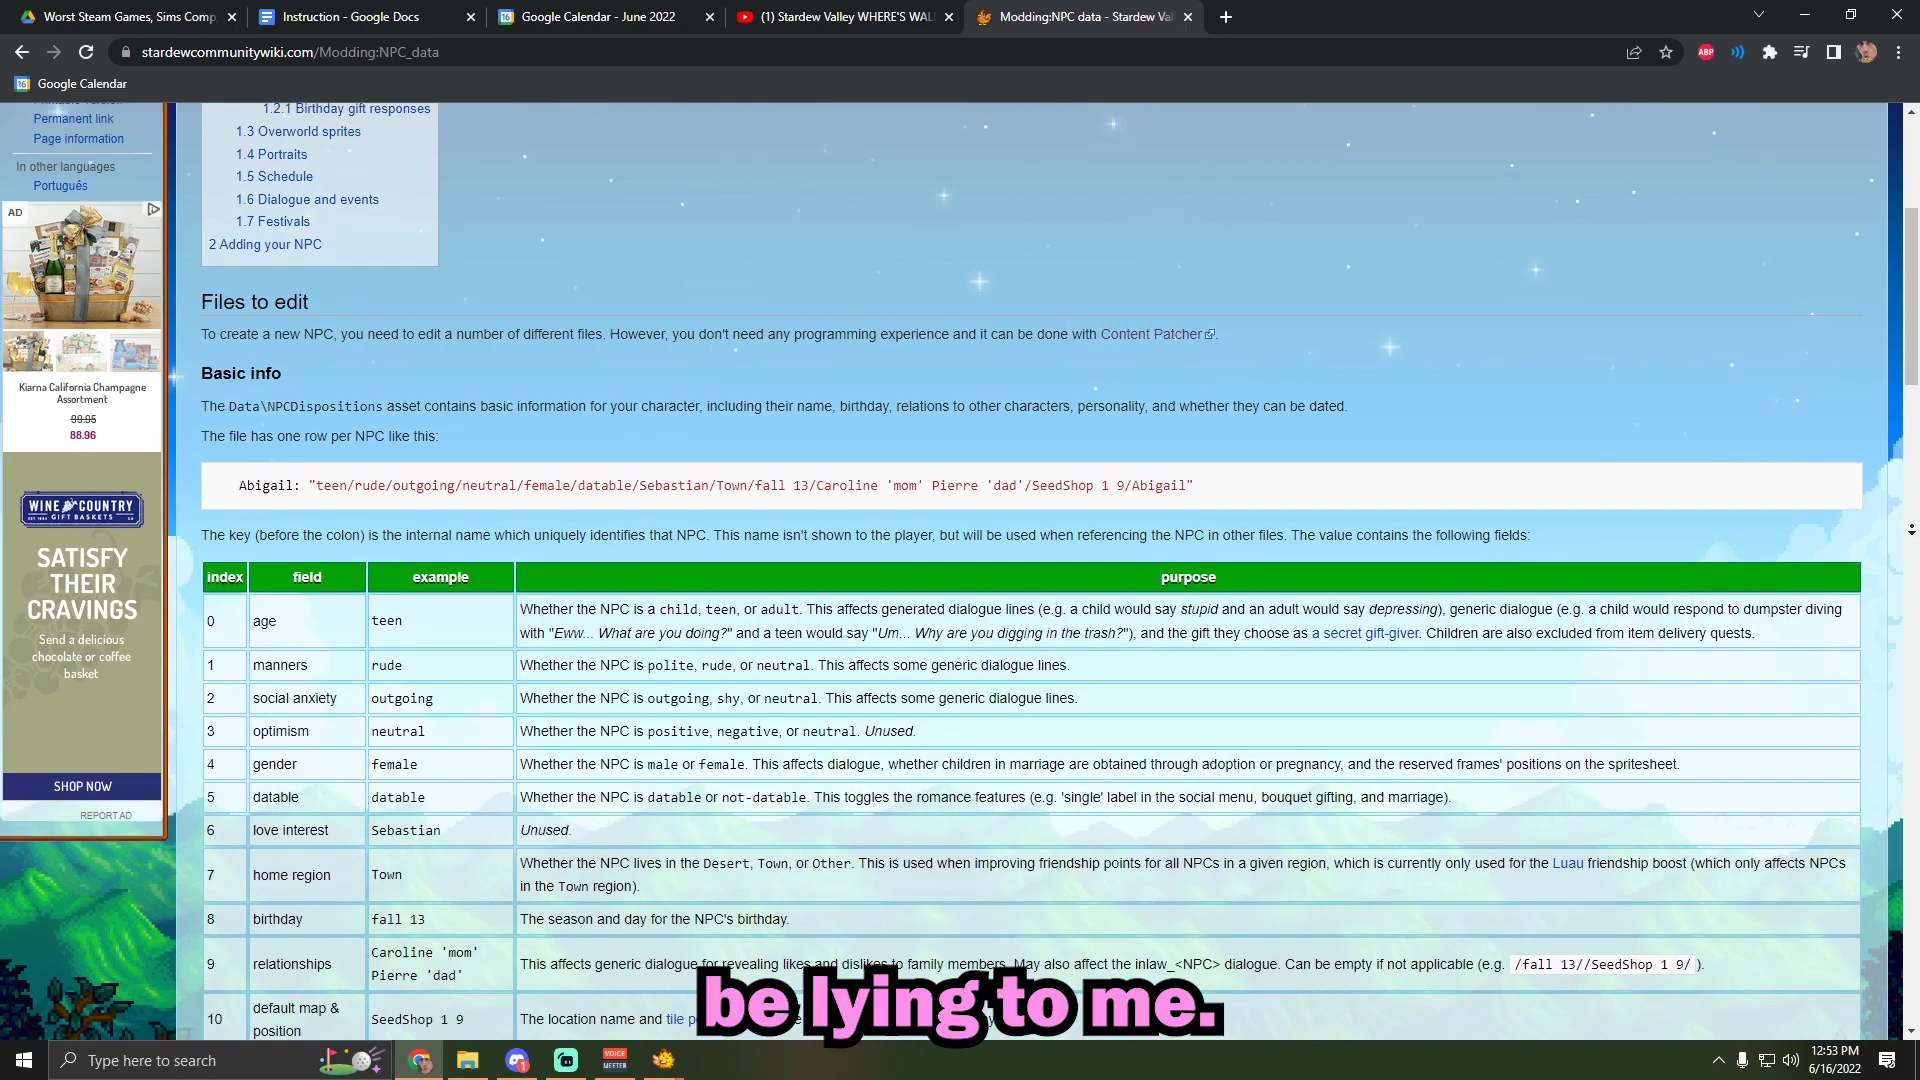 Worst Steam Games, Sims Comp
Instruction - Google Docs
Google Calendar - June 2022
(1) Stardew Valley WHERE'S WAL
Modding:NPC data - Stardew Val
stardewcommunitywiki.com/Modding:NPC_data
ABP
Google Calendar
Permanent link
Page information
In other languages
Português
AD
Kiarna California Champagne
Assortment
99.95
88.96
WINE COUNTRY
GIFT BASKETS
SATISFY
THEIR
CRAVINGS
Send a delicious
chocolate or coffee
basket
SHOP NOW
REPORT AD
1.2.1 Birthday gift responses
1.3 Overworld sprites
1.4 Portraits
1.5 Schedule
1.6 Dialogue and events
1.7 Festivals
2 Adding your NPC
Files to edit
To create a new NPC, you need to edit a number of different files. However, you don't need any programming experience and it can be done with Content Patcher.
Basic info
The Data\NPCDispositions asset contains basic information for your character, including their name, birthday, relations to other characters, personality, and whether they can be dated.
The file has one row per NPC like this:
Abigail: "teen/rude/outgoing/neutral/female/datable/Sebastian/Town/fall 13/Caroline 'mom' Pierre 'dad'/SeedShop 1 9/Abigail"
The key (before the colon) is the internal name which uniquely identifies that NPC. This name isn't shown to the player, but will be used when referencing the NPC in other files. The value contains the following fields:
index field example purpose
0 age teen Whether the NPC is a child, teen, or adult. This affects generated dialogue lines (e.g. a child would say stupid and an adult would say depressing), generic dialogue (e.g. a child would respond to dumpster diving
with "Eww... What are you doing?" and a teen would say "Um... Why are you digging in the trash?"), and the gift they choose as a secret gift-giver. Children are also excluded from item delivery quests.
1 manners rude Whether the NPC is polite, rude, or neutral. This affects some generic dialogue lines.
2 social anxiety outgoing Whether the NPC is outgoing, shy, or neutral. This affects some generic dialogue lines.
3 optimism neutral Whether the NPC is positive, negative, or neutral. Unused.
4 gender female Whether the NPC is male or female. This affects dialogue, whether children in marriage are obtained through adoption or pregnancy, and the reserved frames' positions on the spritesheet.
5 datable datable Whether the NPC is datable or not-datable. This toggles the romance features (e.g. 'single' label in the social menu, bouquet gifting, and marriage).
6 love interest Sebastian Unused.
7 home region Town Whether the NPC lives in the Desert, Town, or Other. This is used when improving friendship points for all NPCs in a given region, which is currently only used for the Luau friendship boost (which only affects NPCs
in the Town region).
8 birthday fall 13 The season and day for the NPC's birthday.
9 relationships Caroline 'mom'
Pierre 'dad' This affects generic dialogue for revealing likes and dislikes to family members. May also affect the inlaw_<NPC> dialogue. Can be empty if not applicable (e.g. /fall 13//SeedShop 1 9/ ).
10 default map &
position SeedShop 1 9 The location name and tile
be lying to me.
Type here to search
VOICE
MEETER
12:53 PM
6/16/2022